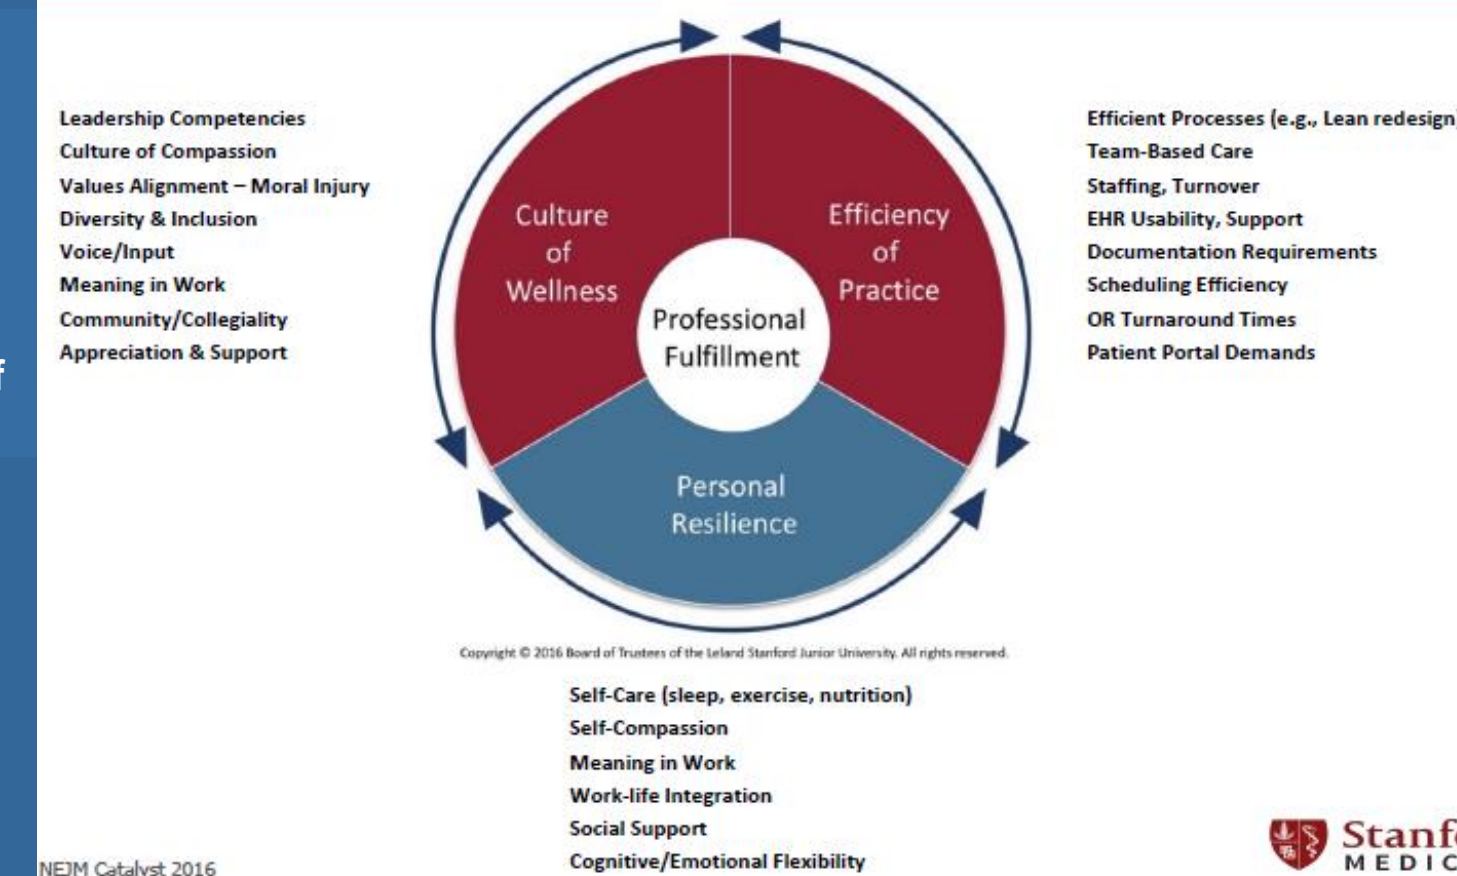 Leadership Competencies
Culture of Compassion
Values Alignment – Moral Injury
Diversity & Inclusion
Voice/Input
Meaning in Work
Community/Collegiality
Appreciation & Support
Culture
of
Wellness
Efficiency
of
Practice
Professional
Fulfillment
Personal
Resilience
Efficient Processes (e.g., Lean redesign)
Team-Based Care
Staffing, Turnover
EHR Usability, Support
Documentation Requirements
Scheduling Efficiency
OR Turnaround Times
Patient Portal Demands
Copyright © 2016 Board of Trustees of the Leland Stanford Junior University. All rights reserved.
Self-Care (sleep, exercise, nutrition)
Self-Compassion
Meaning in Work
Work-life Integration
Social Support
Cognitive/Emotional Flexibility
NEJM Catalyst 2016